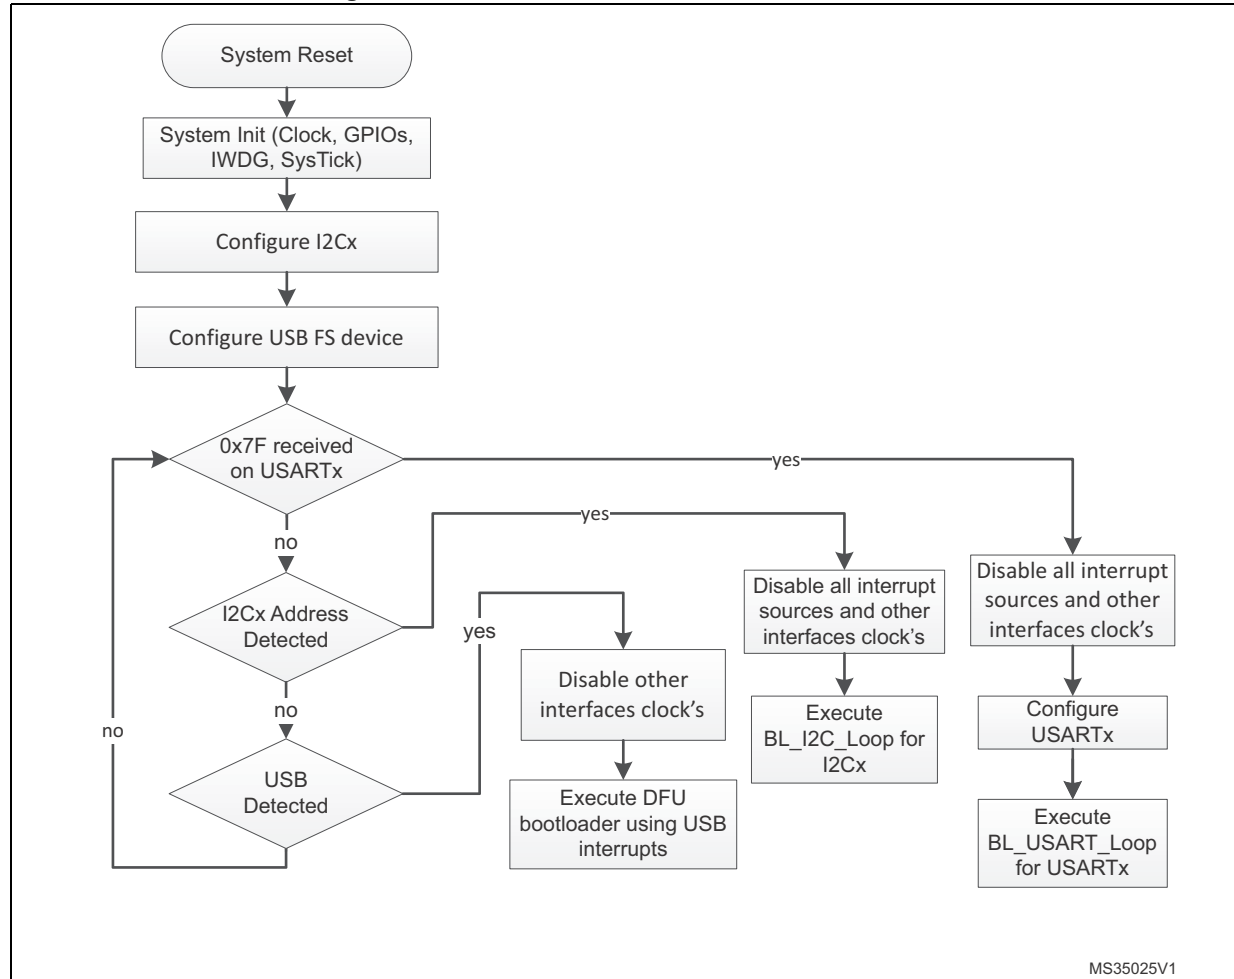 System Reset
System Init (Clock, GPIOs,
IWDG, SysTick)
Configure I2Cx
Configure USB FS device
0x7F received
on USARTx
yes
no
yes
I2Cx Address
Detected
yes
no
no
USB
Detected
Disable other
interfaces clock's
Execute DFU
bootloader using USB
interrupts
Disable all interrupt
sources and other
interfaces clock's
Execute
BL_I2C_Loop for
I2Cx
Disable all interrupt
sources and other
interfaces clock's
Configure
USARTx
Execute
BL_USART_Loop
for USARTx
MS35025V1